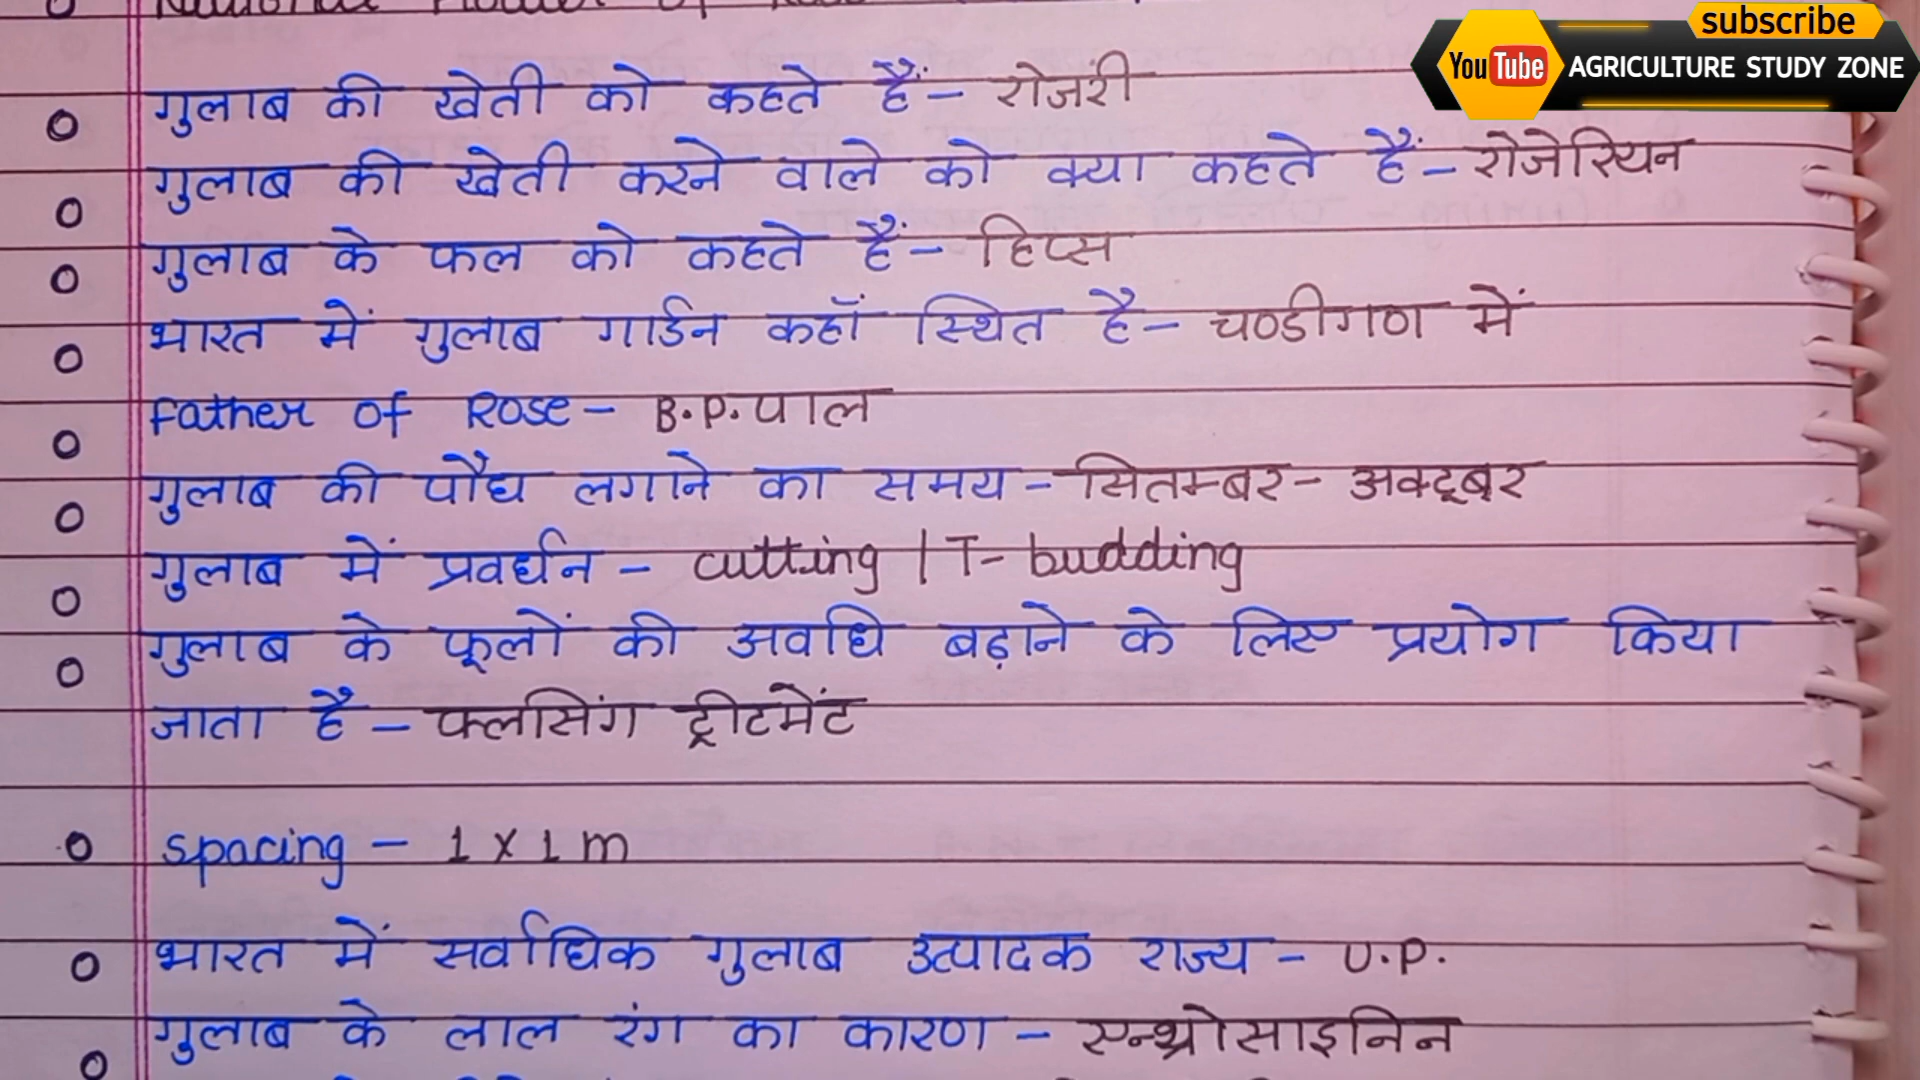 subscribe
YouTube AGRICULTURE STUDY ZONE
गुलाब की खेती को कहते हैं - रोजरी
गुलाब की खेती करने वाले को क्या कहते हैं - रोजेरियन
गुलाब के फल को कहते हैं - हिप्स
भारत में गुलाब गार्डन कहाँ स्थित है - चण्डीगण में
Father of Rose - B.P. पाल
गुलाब की पौध लगाने का समय - सितम्बर - अक्टूबर
गुलाब में प्रवर्धन - cutting / T- budding
गुलाब के फूलों की अवधि बढ़ाने के लिए प्रयोग किया
जाता है - फ्लसिंग ट्रीटमेंट
spacing - 1 x 1 m
भारत में सर्वाधिक गुलाब उत्पादक राज्य - U.P.
गुलाब के लाल रंग का कारण - एन्थ्रोसाइनिन